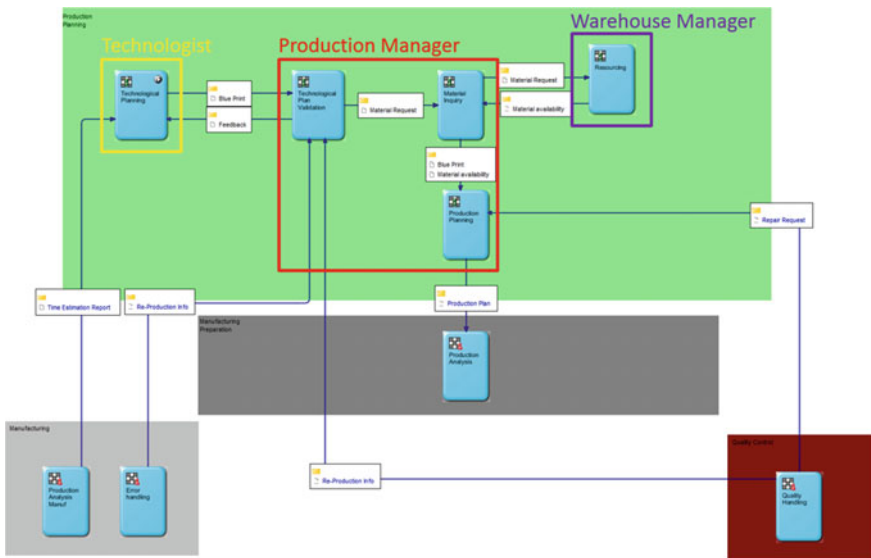 Production
Planning
Technologist
Production Manager
Warehouse Manager
Technological
Planning
Blue Print
Feedback
Technological
Plan
Validation
Material Request
Material
Inquiry
Material Request
Material availability
Resourcing
Blue Print
Material availability
Production
Planning
Repair Request
Time Estimation Report
Re-Production Info
Production Plan
Manufacturing
Preparation
Production
Analysis
Manufacturing
Production
Analysis
Manuf
Error
handling
Re-Production Info
Quality Control
Quality
Handling